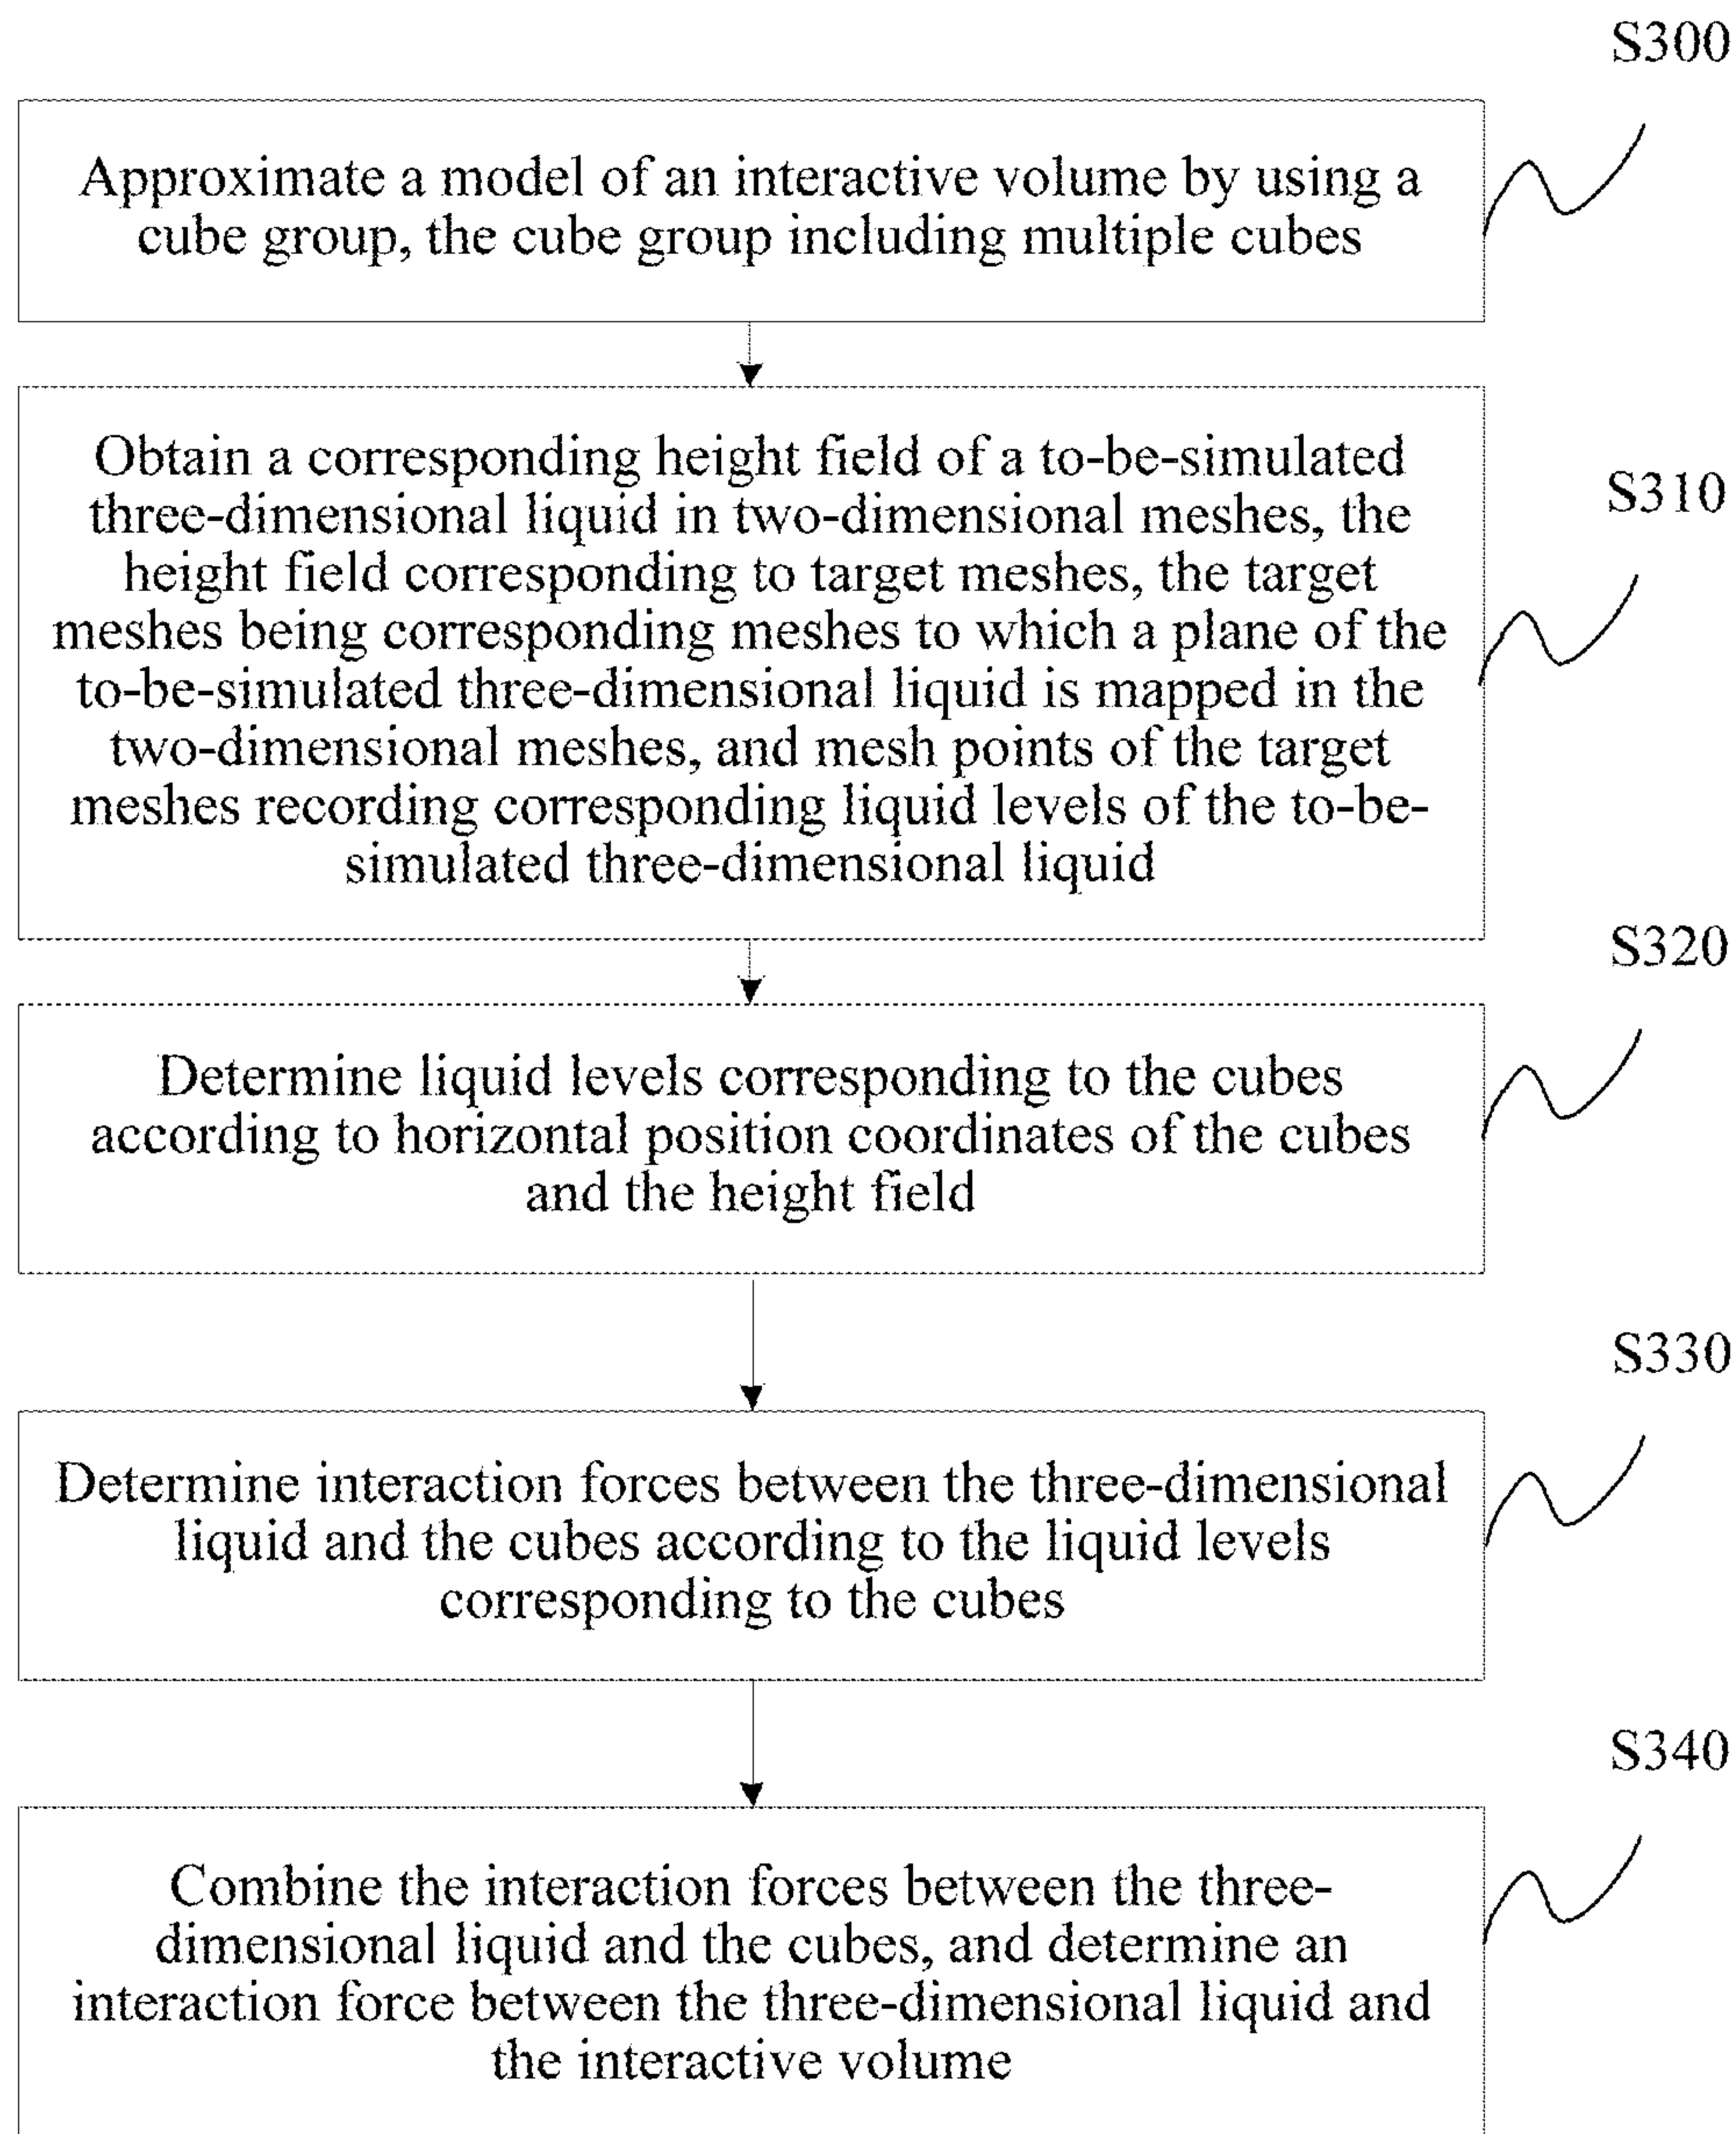 S300
Approximate a model of an interactive volume by using a
cube group, the cube group including multiple cubes
Obtain a corresponding height field of a to-be-simulated
three-dimensional liquid in two-dimensional meshes, the
height field corresponding to target meshes, the target
meshes being corresponding meshes to which a plane of the
to-be-simulated three-dimensional liquid is mapped in the
two-dimensional meshes, and mesh points of the target
meshes recording corresponding liquid levels of the to-be-
simulated three-dimensional liquid
S310
S320
Determine liquid levels corresponding to the cubes
according to horizontal position coordinates of the cubes
and the height field
S330
Determine interaction forces between the three-dimensional
liquid and the cubes according to the liquid levels
corresponding to the cubes
S340
Combine the interaction forces between the three-
dimensional liquid and the cubes, and determine an
interaction force between the three-dimensional liquid and
the interactive volume